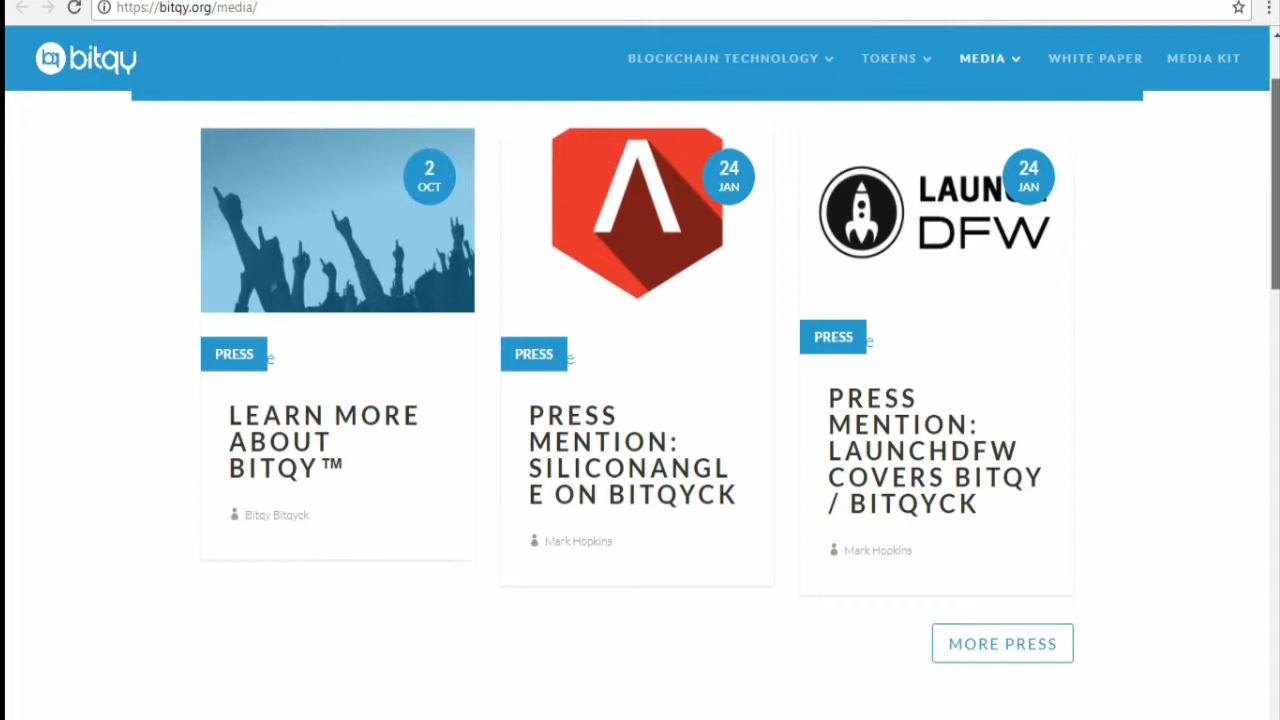 https://bitqy.org/media/
bitqy
BLOCKCHAIN TECHNOLOGY
TOKENS
MEDIA
WHITE PAPER
MEDIA KIT
2
OCT
PRESS
e
LEARN MORE
ABOUT
BITQY™
Bitqy Bitqyck
24
JAN
PRESS
e
PRESS
MENTION:
SILICONANGL
E ON BITQYCK
Mark Hopkins
24
JAN
LAUNC
DFW
PRESS
e
PRESS
MENTION:
LAUNCHDFW
COVERS BITQY
/ BITQYCK
Mark Hopkins
MORE PRESS